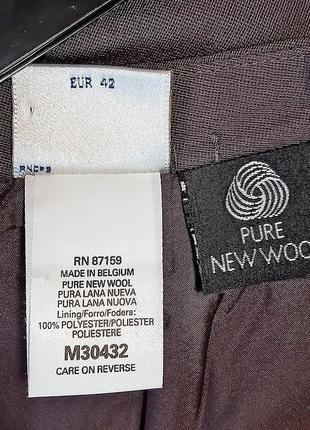 EUR 42
RN 87159
MADE IN BELGIUM
PURE NEW WOOL
PURA LANA NUEVA
PURA LANA NUOVA
Lining/Forro/Fodera:
100% POLYESTER/POLIESTER
POLIESTERE
M30432
CARE ON REVERSE
PURE
NEW WOO